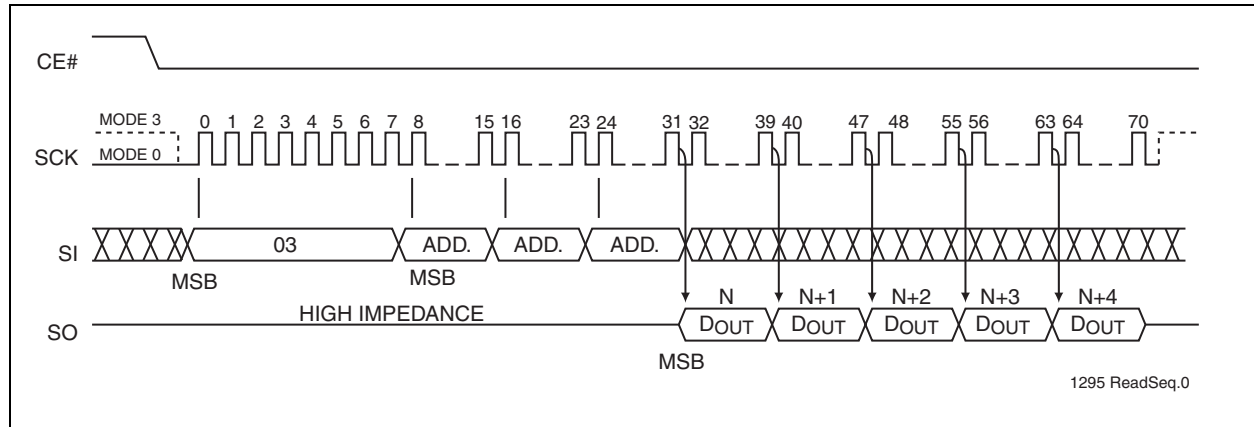 CE#
MODE 3
0 1 2 3 4 5 6 7 8 15 16 23 24 31 32 39 40 47 48 55 56 63 64 70
SCK
MODE 0
SI
03 ADD. ADD. ADD.
MSB MSB
HIGH IMPEDANCE
N N+1 N+2 N+3 N+4
SO
DOUT DOUT DOUT DOUT DOUT
MSB
1295 ReadSeq.0